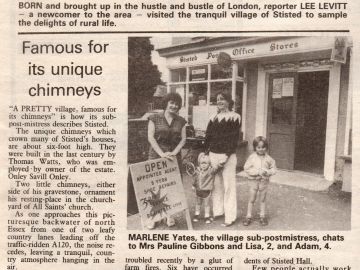 BORN and brought up in the hustle and bustle of London, reporter LEE LEVITT
– a newcomer to the area – visited the tranquil village of Stisted to sample
the delights of rural life.
Famous for
its unique
chimneys
"A PRETTY village, famous for
its chimneys" is how its sub-
post-mistress describes Stisted.
The unique chimneys which
crown many of Stisted's houses,
are about six-foot high. They
were built in the last century by
Thomas Watts, who was em-
ployed by owner of the estate,
Onley Savill Onley.
Two little chimneys, either
side of his gravestone, ornament
his resting-place in the church-
yard of All Saints' church.
As one approaches this pic-
turesque backwater of north
Essex from one of two leafy
country lanes leading off the
traffic-ridden A120, the noise re-
cedes, leaving a tranquil, coun-
try atmosphere hanging in the
air.
Stisted Post Office Stores
OPEN
APPOINTED AGENT
MARLENE Yates, the village sub-postmistress, chats
to Mrs Pauline Gibbons and Lisa, 2, and Adam, 4.
troubled recently by a glut of
farm fires. Six have occurred
dents of Stisted Hall.
Few people actually work